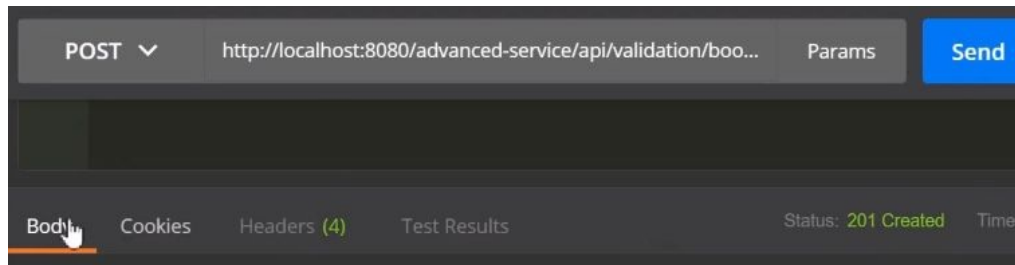 POST http://localhost:8080/advanced-service/api/validation/boo... Params Send
Body Cookies Headers (4) Test Results Status: 201 Created Time